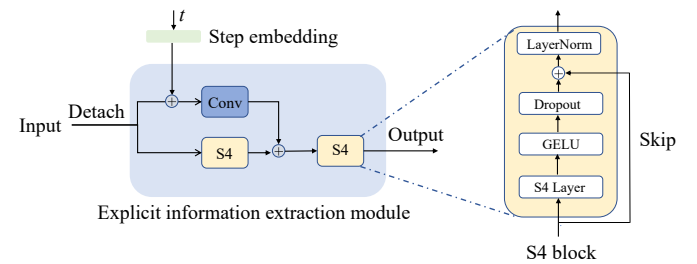 t
Step embedding
Input
Detach
Conv
S4
S4
Output
Explicit information extraction module
LayerNorm
Dropout
GELU
S4 Layer
Skip
S4 block